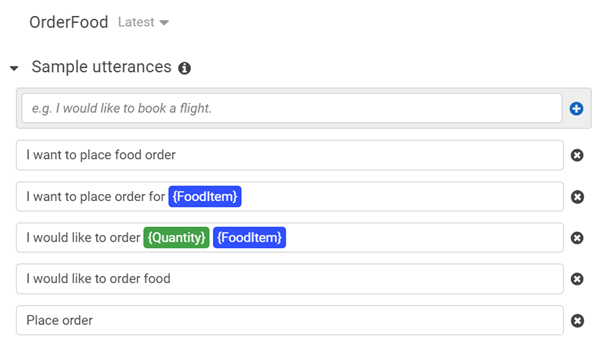 OrderFood Latest
Sample utterances
e.g. I would like to book a flight.
I want to place food order
I want to place order for {FoodItem}
I would like to order {Quantity} {FoodItem}
I would like to order food
Place order